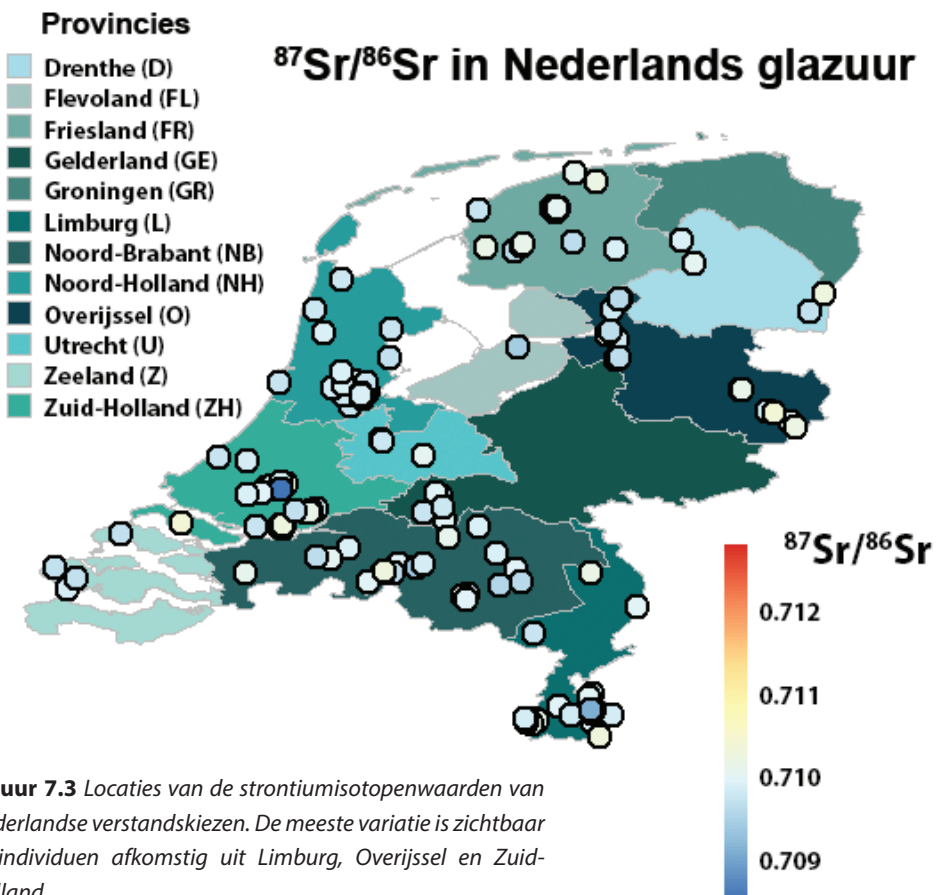 Provincies
Drenthe (D)
Flevoland (FL)
Friesland (FR)
Gelderland (GE)
Groningen (GR)
Limburg (L)
Noord-Brabant (NB)
Noord-Holland (NH)
Overijssel (O)
Utrecht (U)
Zeeland (Z)
Zuid-Holland (ZH)
⁸⁷Sr/⁸⁶Sr in Nederlands glazuur
⁸⁷Sr/⁸⁶Sr
0.712
0.711
0.710
0.709
uur 7.3 Locaties van de strontiumisotopenwaarden van
derlandse verstandskiezen. De meeste variatie is zichtbaar
individuen afkomstig uit Limburg, Overijssel en Zuid-